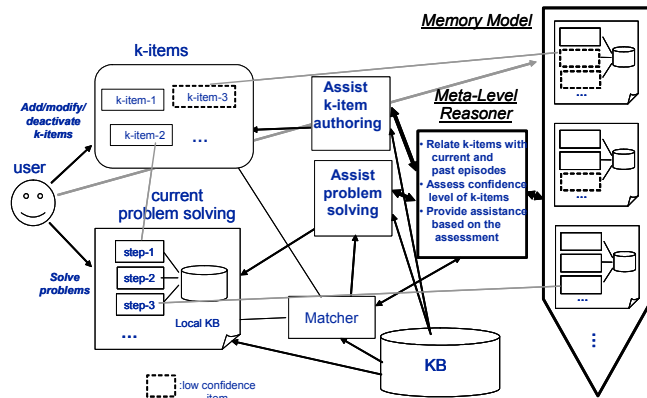 Memory Model
k-items
k-item-1
k-item-3
k-item-2
...
Add/modify/
deactivate
k-items
user
Assist
k-item
authoring
Meta-Level
Reasoner
• Relate k-items with
current and
past episodes
• Assess confidence
level of k-items
• Provide assistance
based on the
assessment
Assist
problem
solving
current
problem solving
step-1
step-2
step-3
...
Local KB
Solve
problems
Matcher
KB
...
...
...
...
:low confidence
item